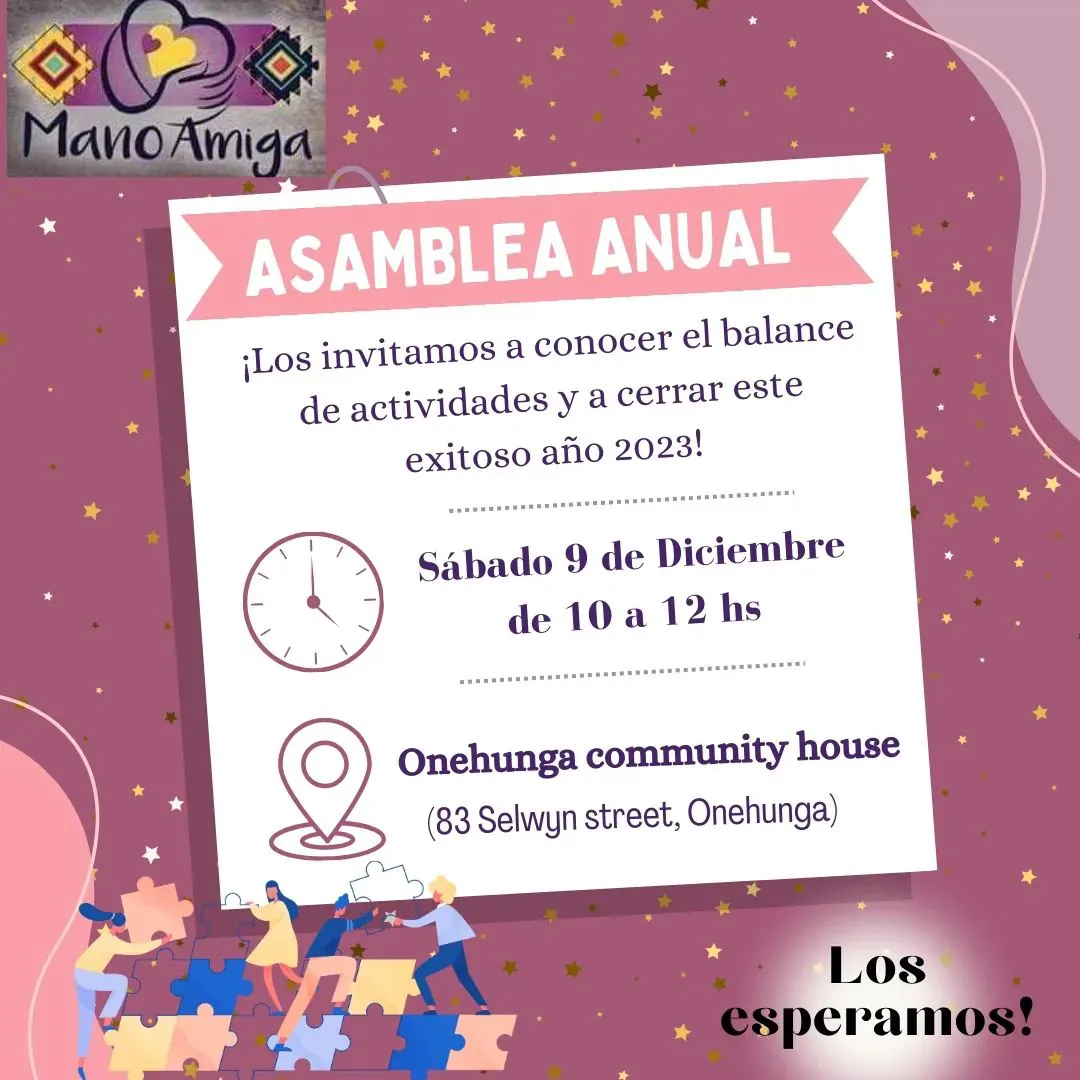 Mano Amiga
ASAMBLEA ANUAL
¡Los invitamos a conocer el balance
de actividades y a cerrar este
exitoso año 2023!
Sábado 9 de Diciembre
de 10 a 12 hs
Onehunga community house
(83 Selwyn street, Onehunga)
Los
esperamos!